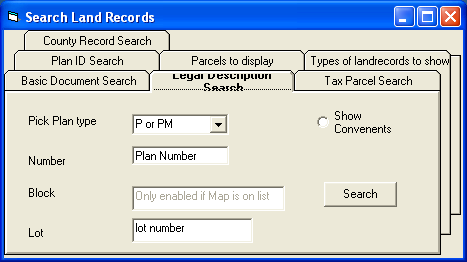 Search Land Records
County Record Search
Plan ID Search
Parcels to display
Types of landrecords to show
Basic Document Search
Legal Description
Search
Tax Parcel Search
Pick Plan type
P or PM
Show
Convenents
Number
Plan Number
Block
Only enabled if Map is on list
Search
Lot
lot number